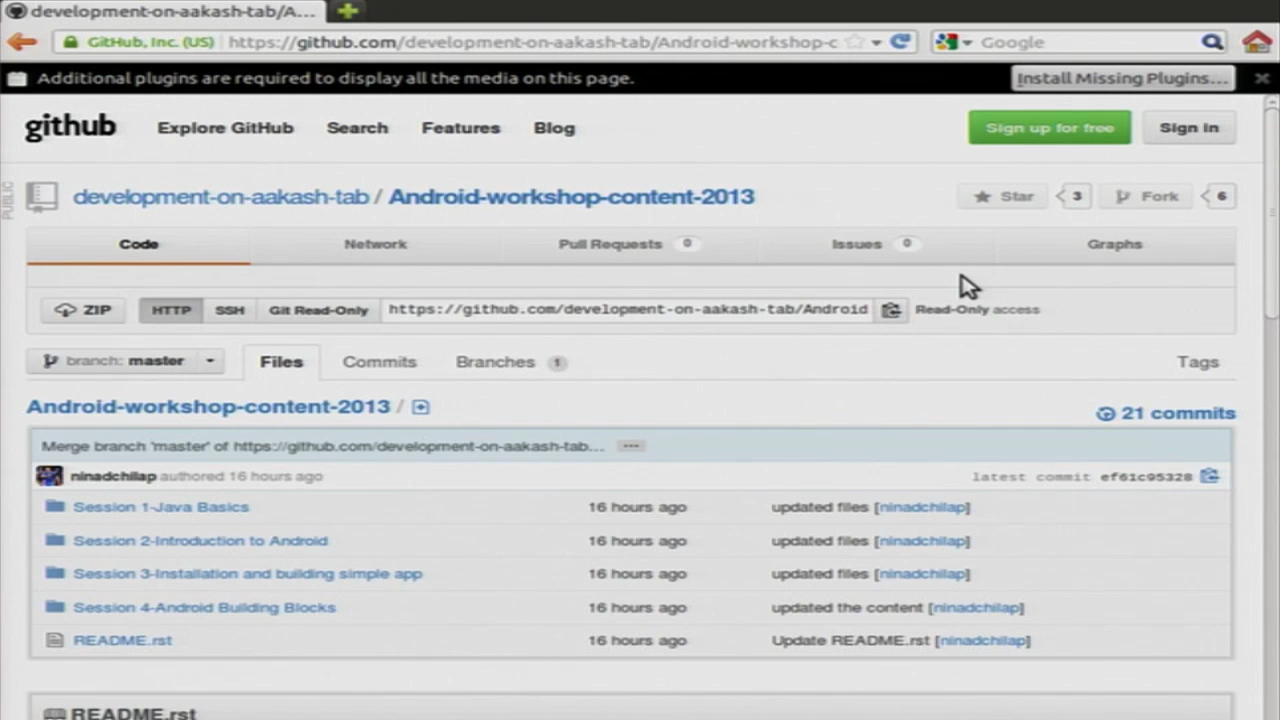 development-on-aakash-tab/A...
GitHub, Inc. (US) https://github.com/development-on-aakash-tab/Android-workshop-c Google
Additional plugins are required to display all the media on this page. Install Missing Plugins...
github Explore GitHub Search Features Blog Sign up for free Sign in
PUBLIC
development-on-aakash-tab / Android-workshop-content-2013 Star 3 Fork 6
Code Network Pull Requests 0 Issues 0 Graphs
ZIP HTTP SSH Git Read-Only https://github.com/development-on-aakash-tab/Android Read-Only access
branch: master Files Commits Branches 1 Tags
Android-workshop-content-2013 / 21 commits
Merge branch 'master' of https://github.com/development-on-aakash-tab... ...
ninadchilap authored 16 hours ago latest commit ef61c95328
Session 1-Java Basics 16 hours ago updated files [ninadchilap]
Session 2-Introduction to Android 16 hours ago updated files [ninadchilap]
Session 3-Installation and building simple app 16 hours ago updated files [ninadchilap]
Session 4-Android Building Blocks 16 hours ago updated the content [ninadchilap]
README.rst 16 hours ago Update README.rst [ninadchilap]
README.rst